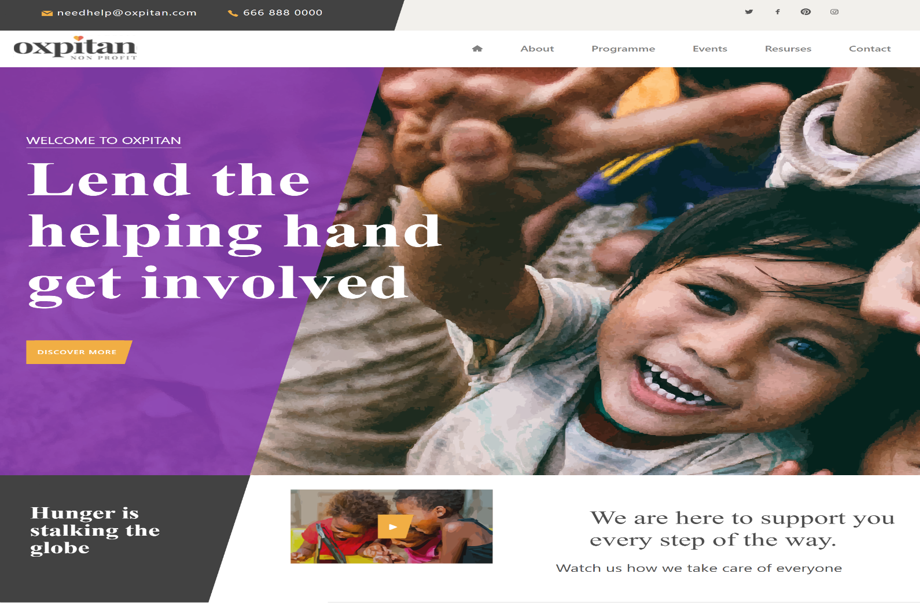 needhelp@oxpitan.com 666 888 0000
oxpitan
NON PROFIT
About Programme Events Resurses Contact
WELCOME TO OXPITAN
Lend the
helping hand
get involved
DISCOVER MORE
Hunger is
stalking the
globe
We are here to support you
every step of the way.
Watch us how we take care of everyone